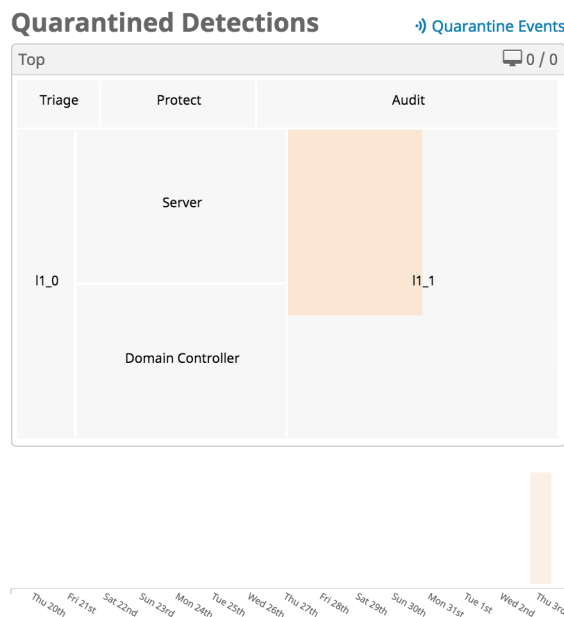 Quarantined Detections
Quarantine Events
Top 0 / 0
Triage Protect Audit
Server
l1_0 l1_1
Domain Controller
Thu 20th Fri 21st Sat 22nd Sun 23rd Mon 24th Tue 25th Wed 26th Thu 27th Fri 28th Sat 29th Sun 30th Mon 31st Tue 1st Wed 2nd Thu 3rd